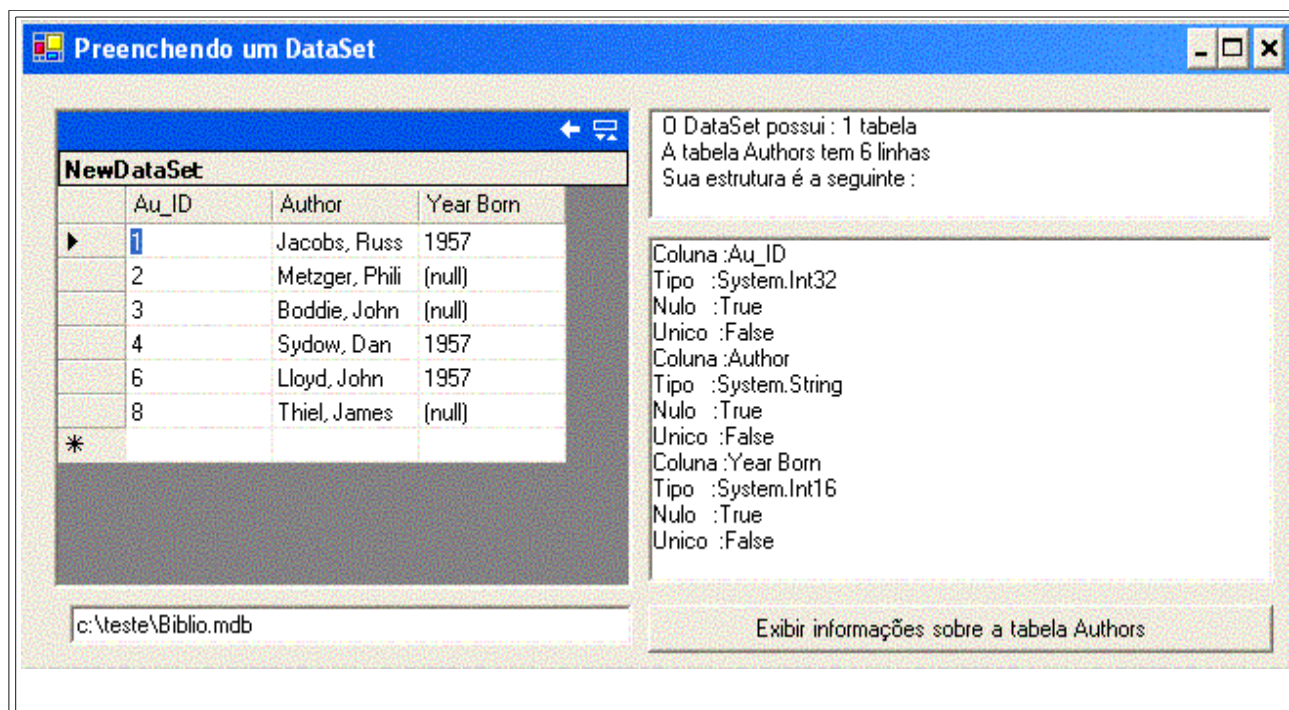 Preenchendo um DataSet
NewDataSet
Au_ID Author Year Born
1 Jacobs, Russ 1957
2 Metzger, Phili (null)
3 Boddie, John (null)
4 Sydow, Dan 1957
6 Lloyd, John 1957
8 Thiel, James (null)
c:\teste\Biblio.mdb
O DataSet possui : 1 tabela
A tabela Authors tem 6 linhas
Sua estrutura é a seguinte :
Coluna :Au_ID
Tipo :System.Int32
Nulo :True
Unico :False
Coluna :Author
Tipo :System.String
Nulo :True
Unico :False
Coluna :Year Born
Tipo :System.Int16
Nulo :True
Unico :False
Exibir informações sobre a tabela Authors